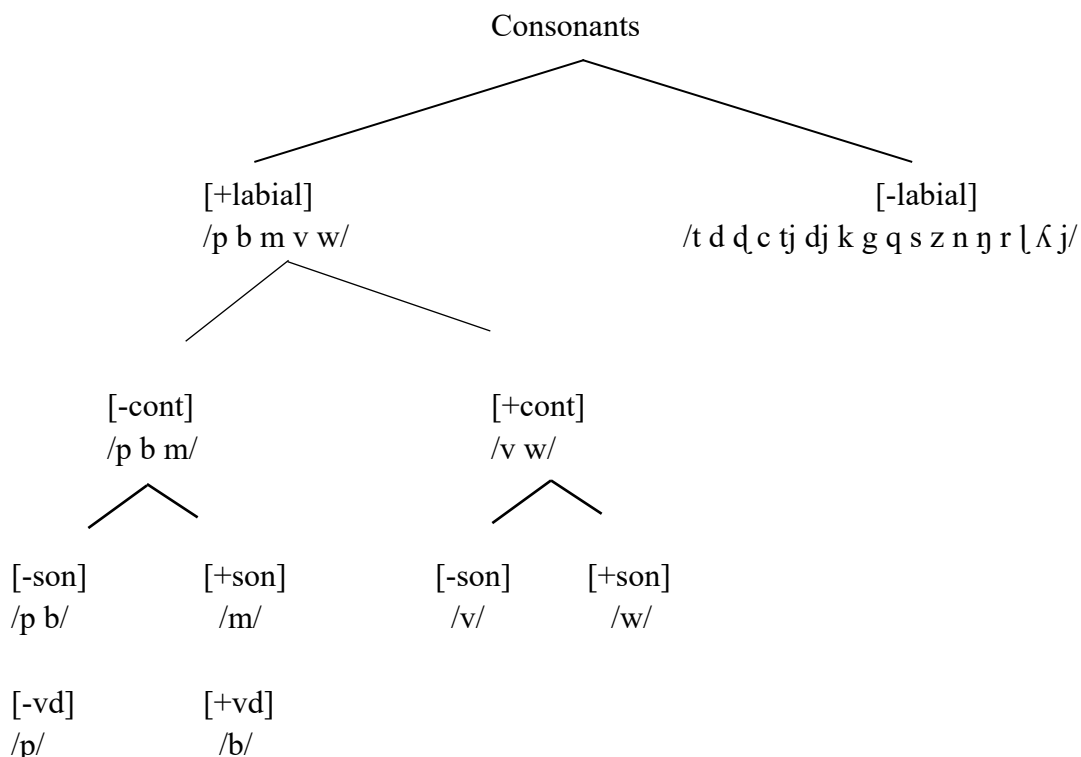 Consonants
[+labial] [-labial]
/p b m v w/ /t d ɖ c tj dj k g q s z n ŋ r ɭ ʎ j/
[-cont] [+cont]
/p b m/ /v w/
[-son] [+son] [-son] [+son]
/p b/ /m/ /v/ /w/
[-vd] [+vd]
/p/ /b/